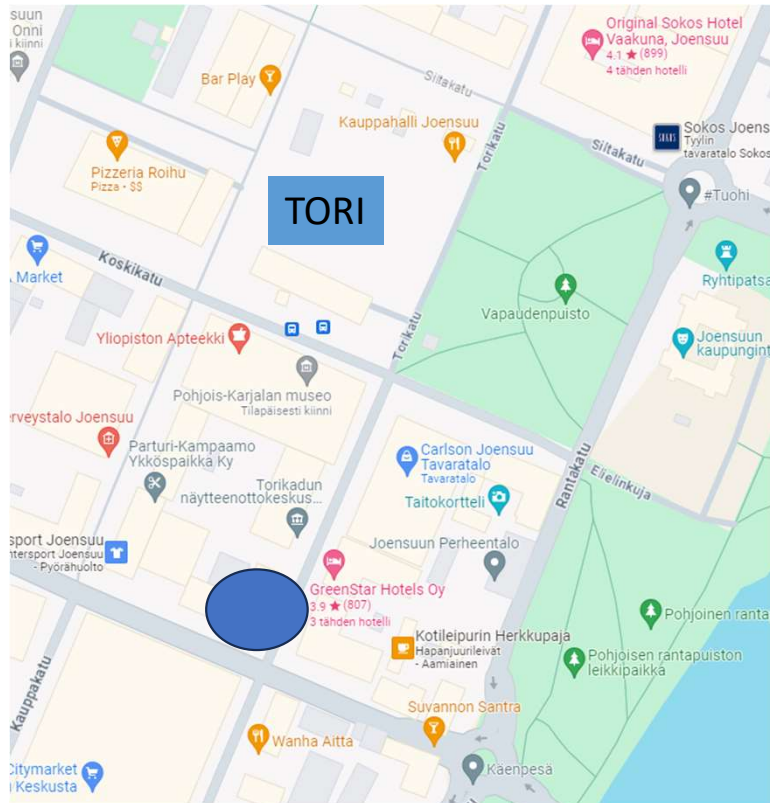 suun
Onni
i kiinni
Original Sokos Hotel
Vaakuna, Joensuu
4.1 ★ (899)
4 tähden hotelli
Bar Play
Siltakatu
Kauppahalli Joensuu
Torikatu
SOKOS
Sokos Joens
Tyylin
tavaratalo Sokos
Siltakatu
Pizzeria Roihu
Pizza • $$
#Tuohi
TORI
Koskikatu
Market
Ryhtipatsa
Vapaudenpuisto
Yliopiston Apteekki
Torikatu
Joensuun
kaupungint
Pohjois-Karjalan museo
Tilapäisesti kiinni
erveystalo Joensuu
Parturi-Kampaamo
Ykköspaikka Ky
Carlson Joensuu
Tavaratalo
Tavaratalo
Rantakatu
Elielinkuja
Torikadun
näytteenottokeskus...
Taitokortteli
sport Joensuu
ntersport Joensuu
- Pyörähuolto
Joensuun Perheentalo
GreenStar Hotels Oy
3.9 ★ (807)
3 tähden hotelli
Pohjoinen ranta
Kotileipurin Herkkupaja
Hapanjuurileivät
- Aamiainen
Pohjoisen rantapuiston
leikkipaikka
Kauppakatu
Suvannon Santra
Wanha Aitta
Citymarket
Keskusta
Käenpesä